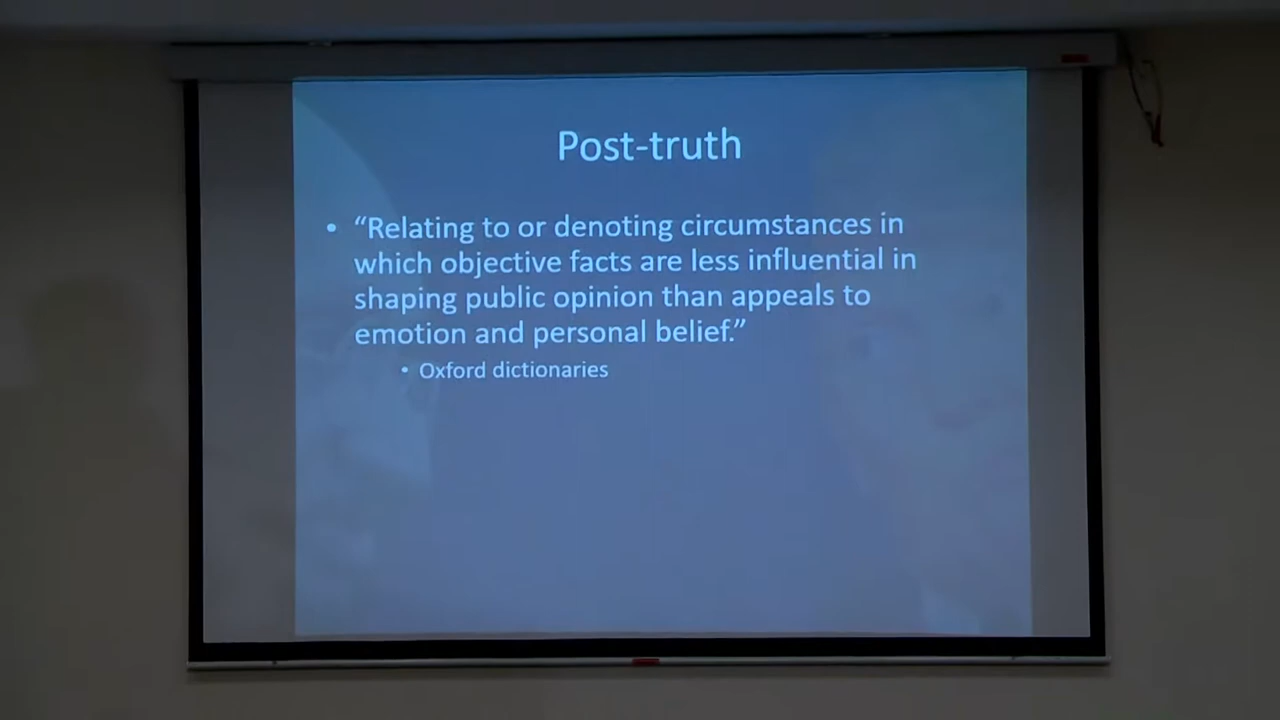 Post-truth
• “Relating to or denoting circumstances in
which objective facts are less influential in
shaping public opinion than appeals to
emotion and personal belief.”
• Oxford dictionaries